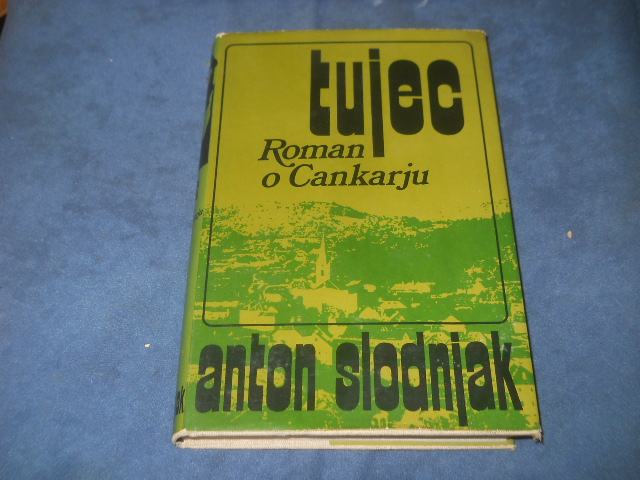 tujec
Roman
o Cankarju
anton slodnjak